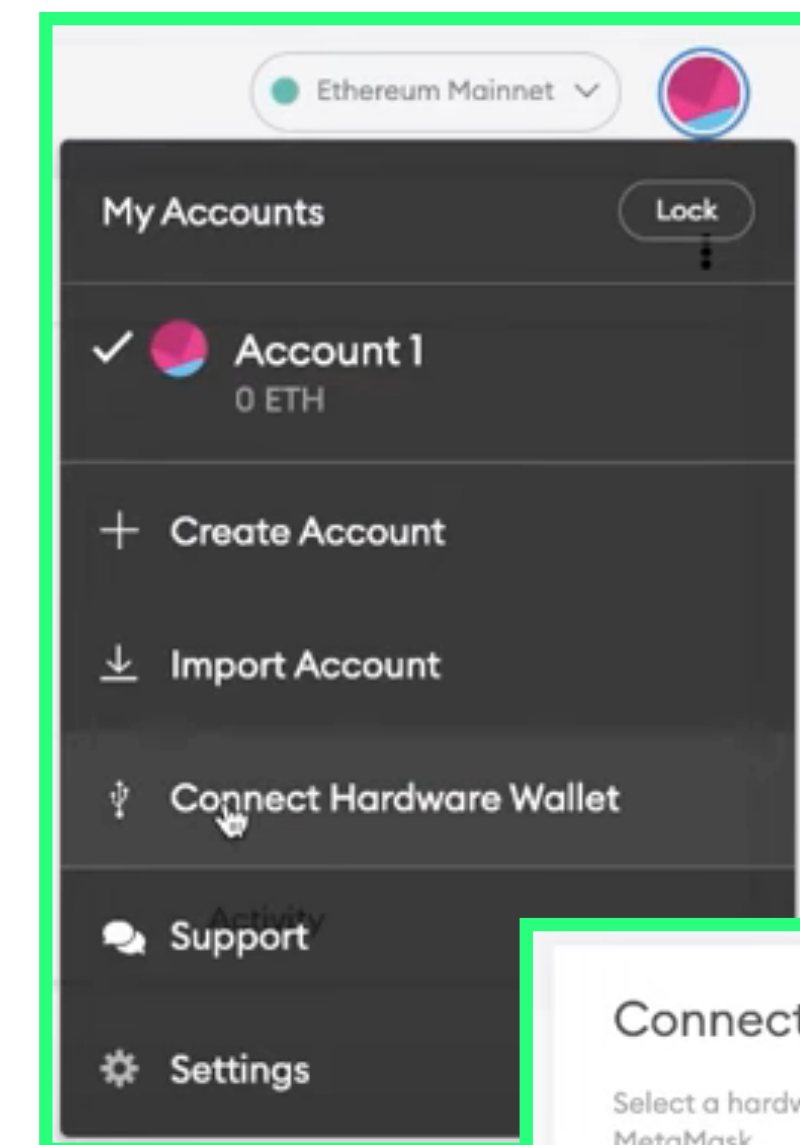 Ethereum Mainnet
My Accounts
Lock
Account 1
0 ETH
Create Account
Import Account
Connect Hardware Wallet
Activity
Support
Settings
Connect
Select a hardw
MetaMask